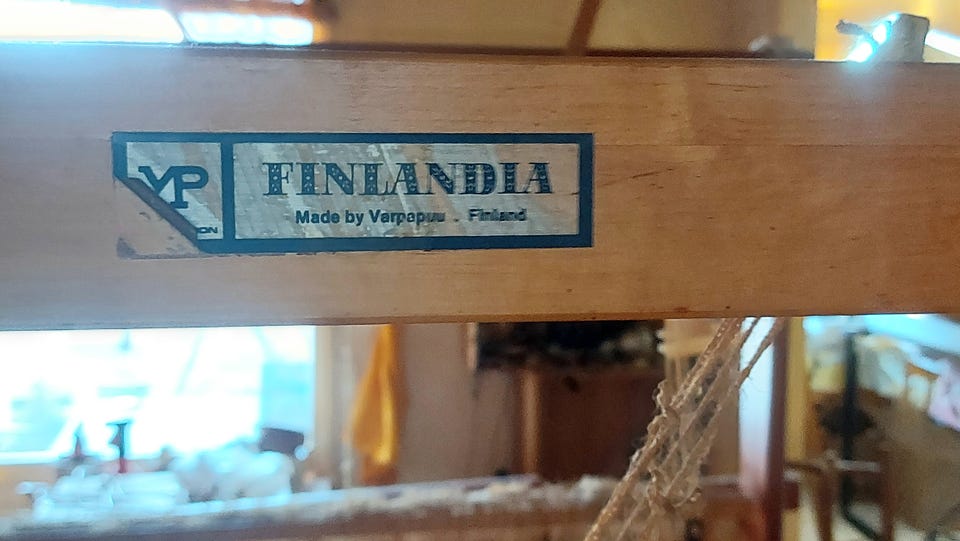 VP
FINLANDIA
Made by Varpapuu . Finland